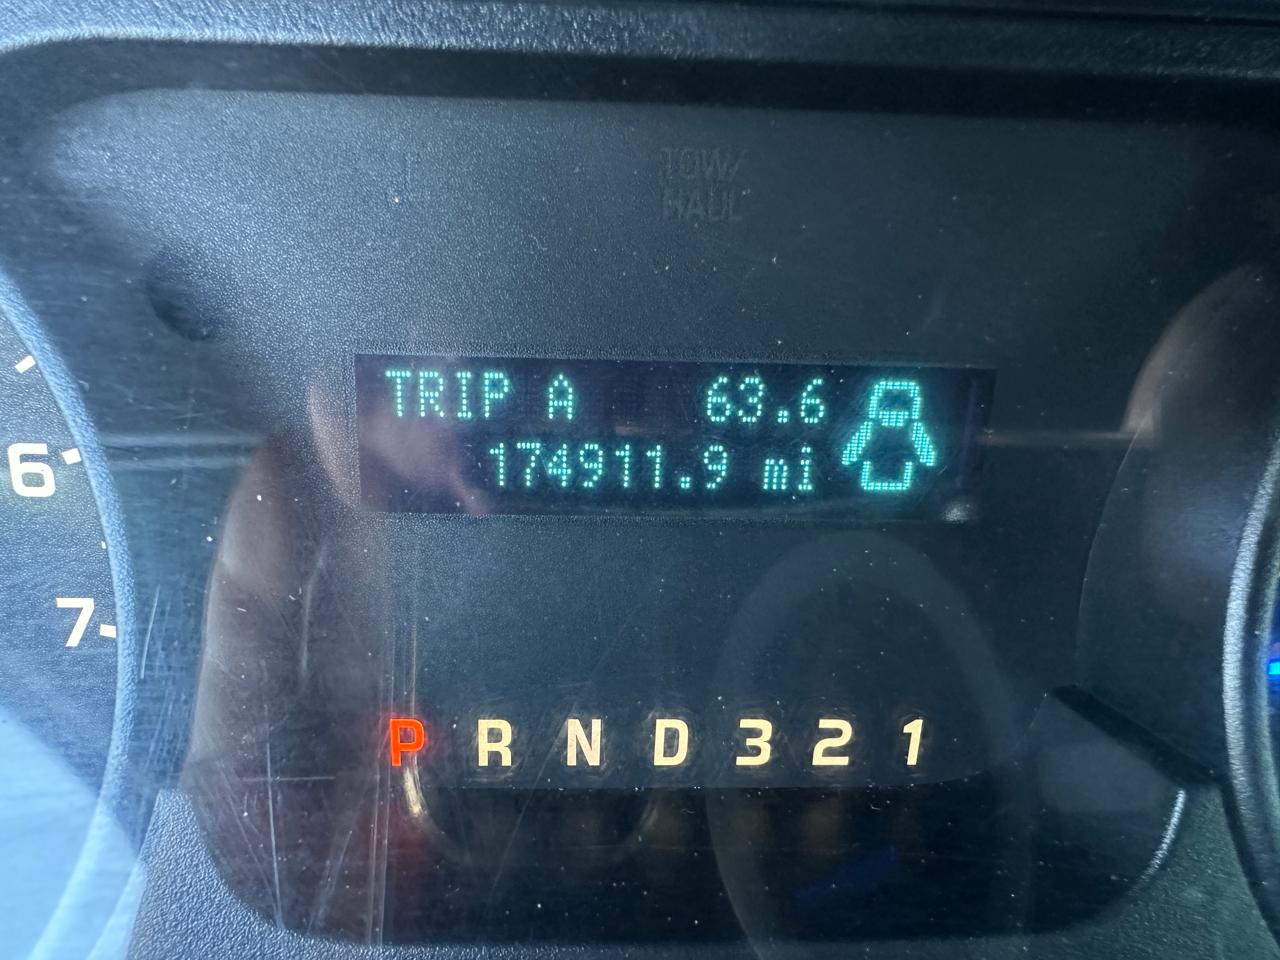 TOW/
HAUL
TRIP A 63.6
174911.9 mi
6
7
P R N D 3 2 1